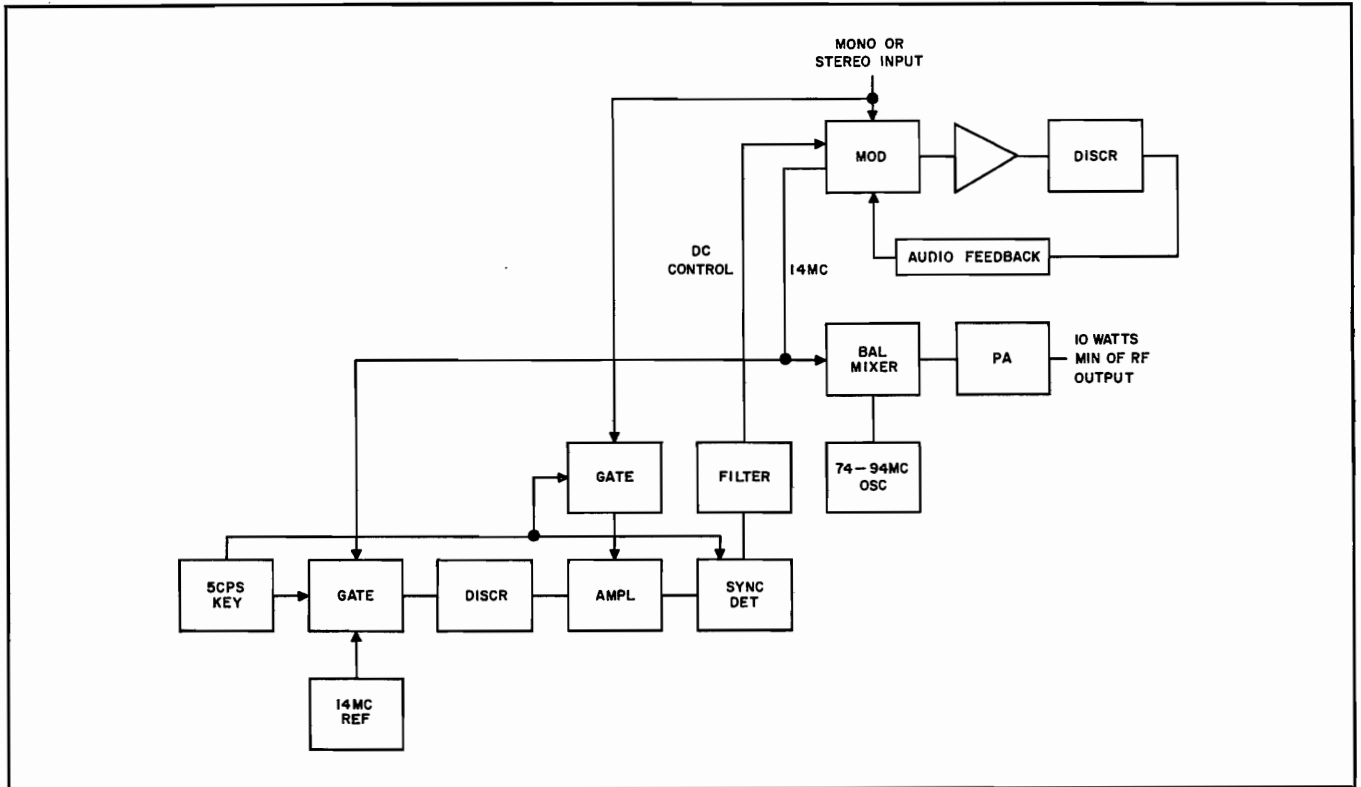 MONO OR
STEREO INPUT
MOD
DISCR
DC
CONTROL
14MC
AUDIO FEEDBACK
BAL
MIXER
PA
10 WATTS
MIN OF RF
OUTPUT
GATE
FILTER
74-94MC
OSC
5CPS
KEY
GATE
DISCR
AMPL
SYNC
DET
14MC
REF